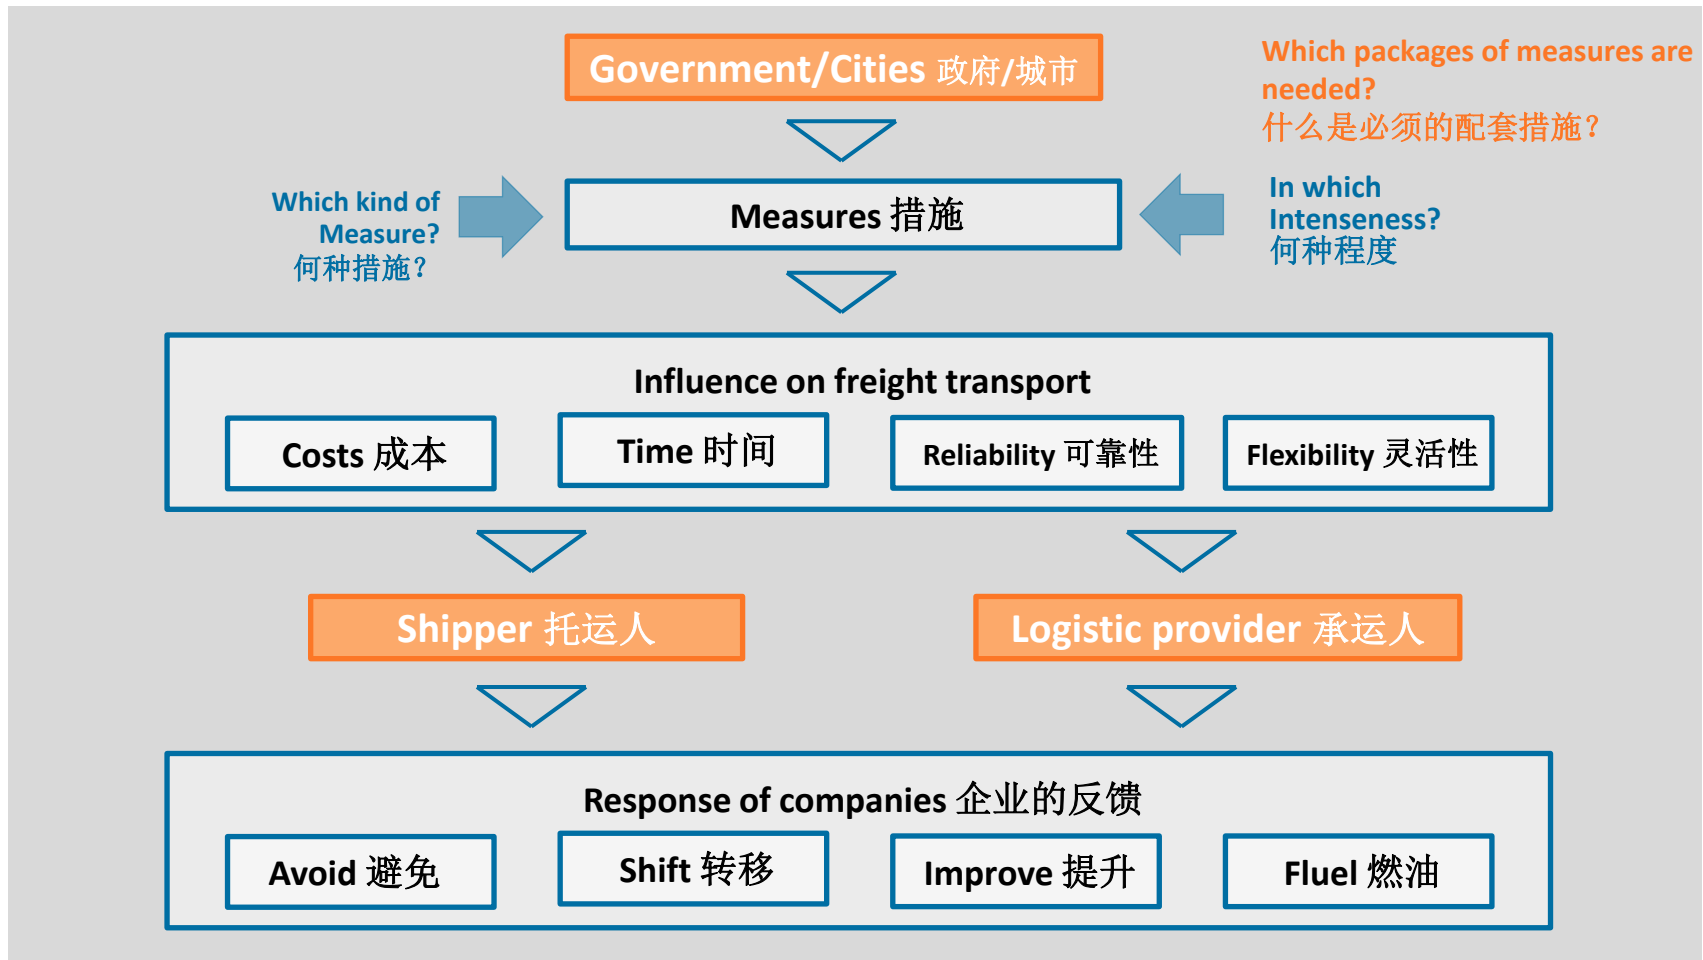 Government/Cities 政府/城市
Which packages of measures are
needed?
什么是必须的配套措施?
Which kind of
Measure?
何种措施?
Measures 措施
In which
Intenseness?
何种程度
Influence on freight transport
Costs 成本
Time 时间
Reliability 可靠性
Flexibility 灵活性
Shipper 托运人
Logistic provider 承运人
Response of companies 企业的反馈
Avoid 避免
Shift 转移
Improve 提升
Fluel 燃油